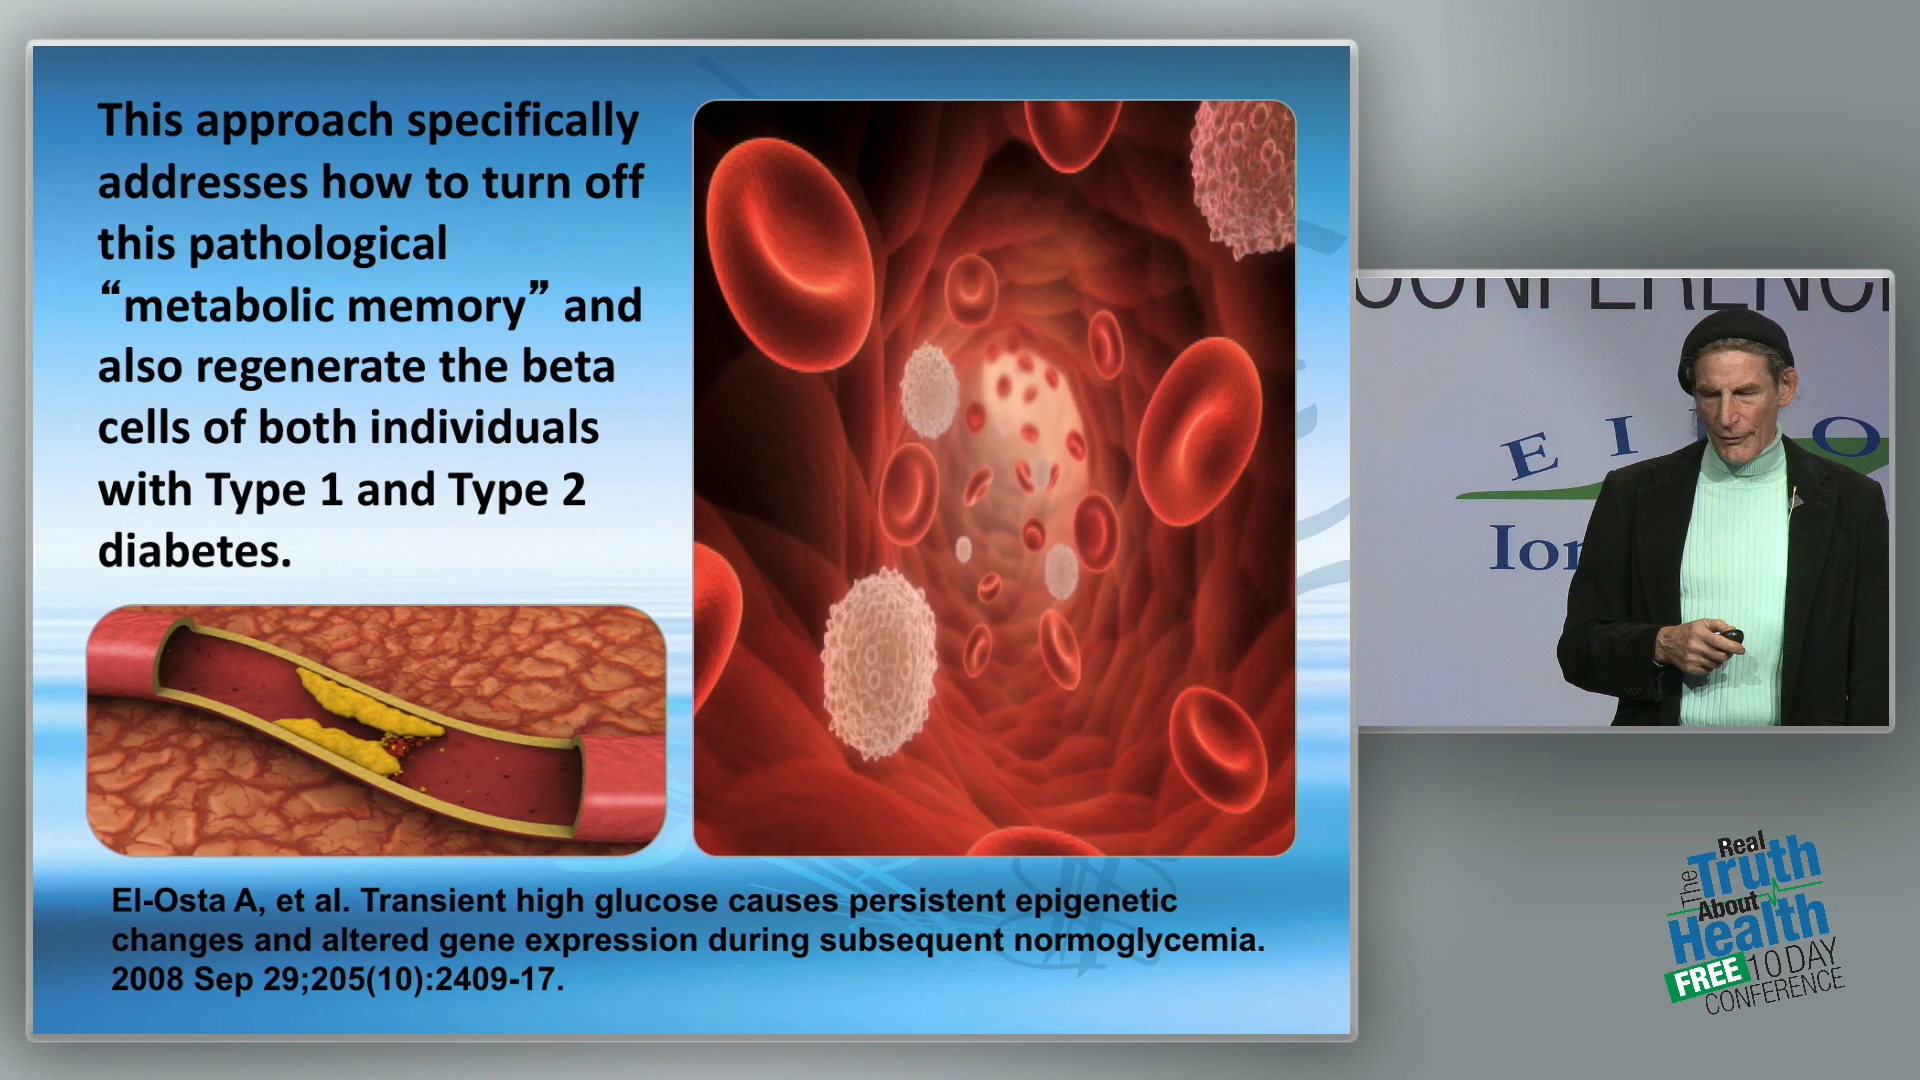 This approach specifically
addresses how to turn off
this pathological
“metabolic memory” and
also regenerate the beta
cells of both individuals
with Type 1 and Type 2
diabetes.
El-Osta A, et al. Transient high glucose causes persistent epigenetic
changes and altered gene expression during subsequent normoglycemia.
2008 Sep 29;205(10):2409-17.
CONFERENC
E I
O
Ior
The Real
Truth
About
Health
FREE 10 DAY
CONFERENCE